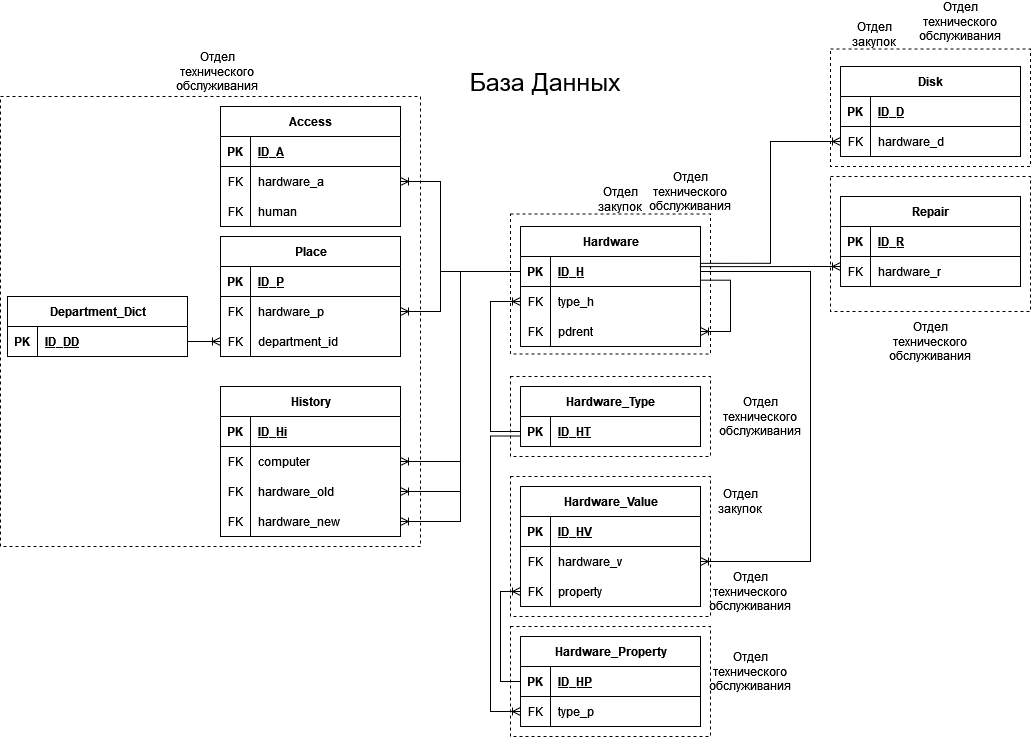 База Данных
Отдел
технического
обслуживания
Access
PK ID_A
FK hardware_a
FK human
Place
PK ID_P
FK hardware_p
FK department_id
Department_Dict
PK ID_DD
History
PK ID_Hi
FK computer
FK hardware_old
FK hardware_new
Отдел
закупок
Отдел
технического
обслуживания
Hardware
PK ID_H
FK type_h
FK pdrent
Отдел
технического
обслуживания
Hardware_Type
PK ID_HT
Отдел
закупок
Hardware_Value
PK ID_HV
FK hardware_v
FK property
Отдел
технического
обслуживания
Hardware_Property
PK ID_HP
FK type_p
Отдел
технического
обслуживания
Отдел
закупок
Отдел
технического
обслуживания
Disk
PK ID_D
FK hardware_d
Repair
PK ID_R
FK hardware_r
Отдел
технического
обслуживания